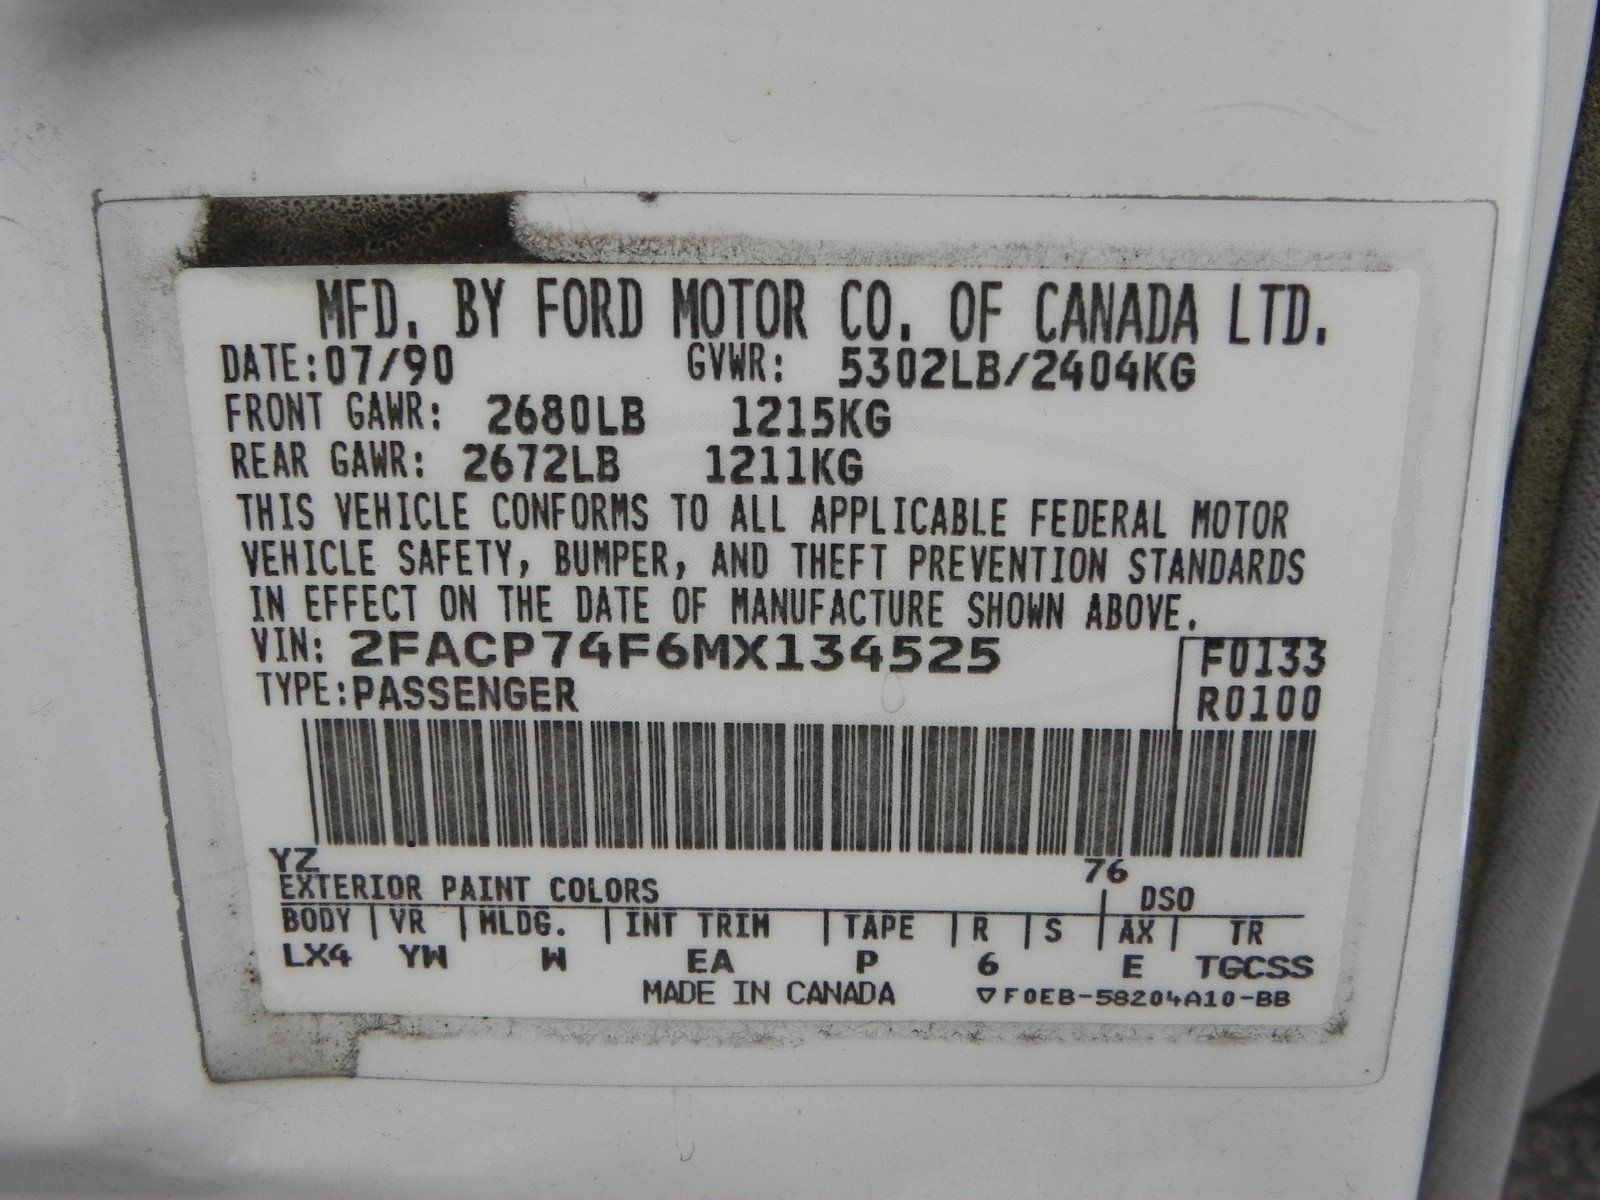 MFD. BY FORD MOTOR CO. OF CANADA LTD.
DATE: 07/90 GVWR: 5302LB/2404KG
FRONT GAWR: 2680LB 1215KG
REAR GAWR: 2672LB 1211KG
THIS VEHICLE CONFORMS TO ALL APPLICABLE FEDERAL MOTOR
VEHICLE SAFETY, BUMPER, AND THEFT PREVENTION STANDARDS
IN EFFECT ON THE DATE OF MANUFACTURE SHOWN ABOVE.
VIN: 2FACP74F6MX134525 F0133
TYPE: PASSENGER R0100
YZ 76
EXTERIOR PAINT COLORS DSO
BODY | VR | MLDG. | INT TRIM | TAPE | R | S | AX | TR
LX4 YW W EA P 6 E TGCSS
MADE IN CANADA ▽F0EB-58204A10-BB